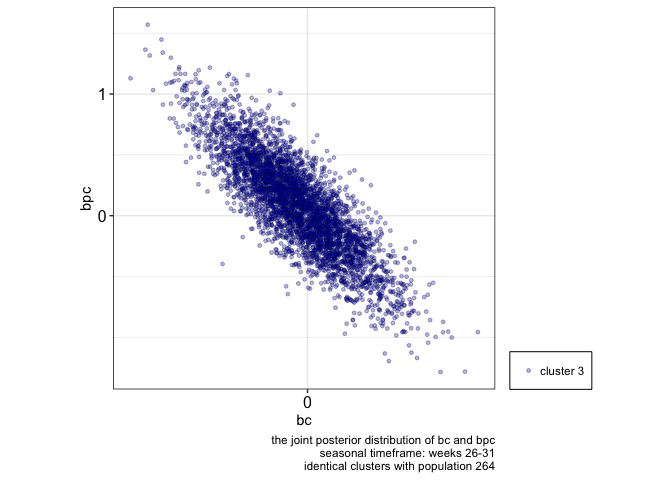 1
0
bpc
0
bc
cluster 3
the joint posterior distribution of bc and bpc
seasonal timeframe: weeks 26-31
identical clusters with population 264